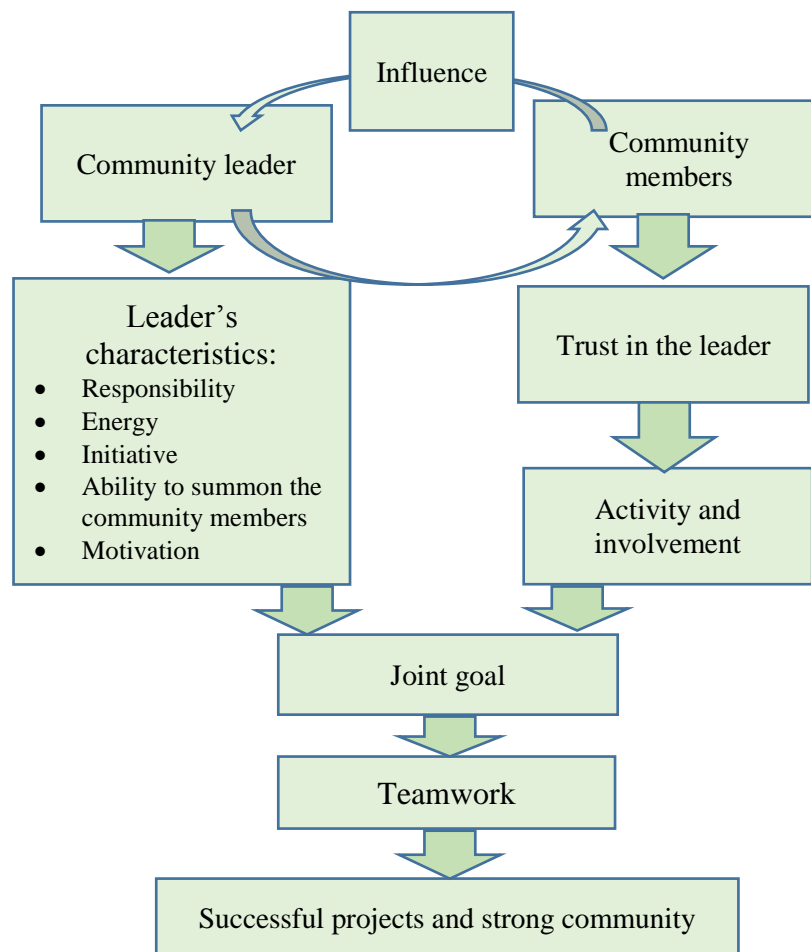 Influence
Community leader
Community
members
Leader’s
characteristics:
• Responsibility
• Energy
• Initiative
• Ability to summon the
community members
• Motivation
Trust in the leader
Activity and
involvement
Joint goal
Teamwork
Successful projects and strong community